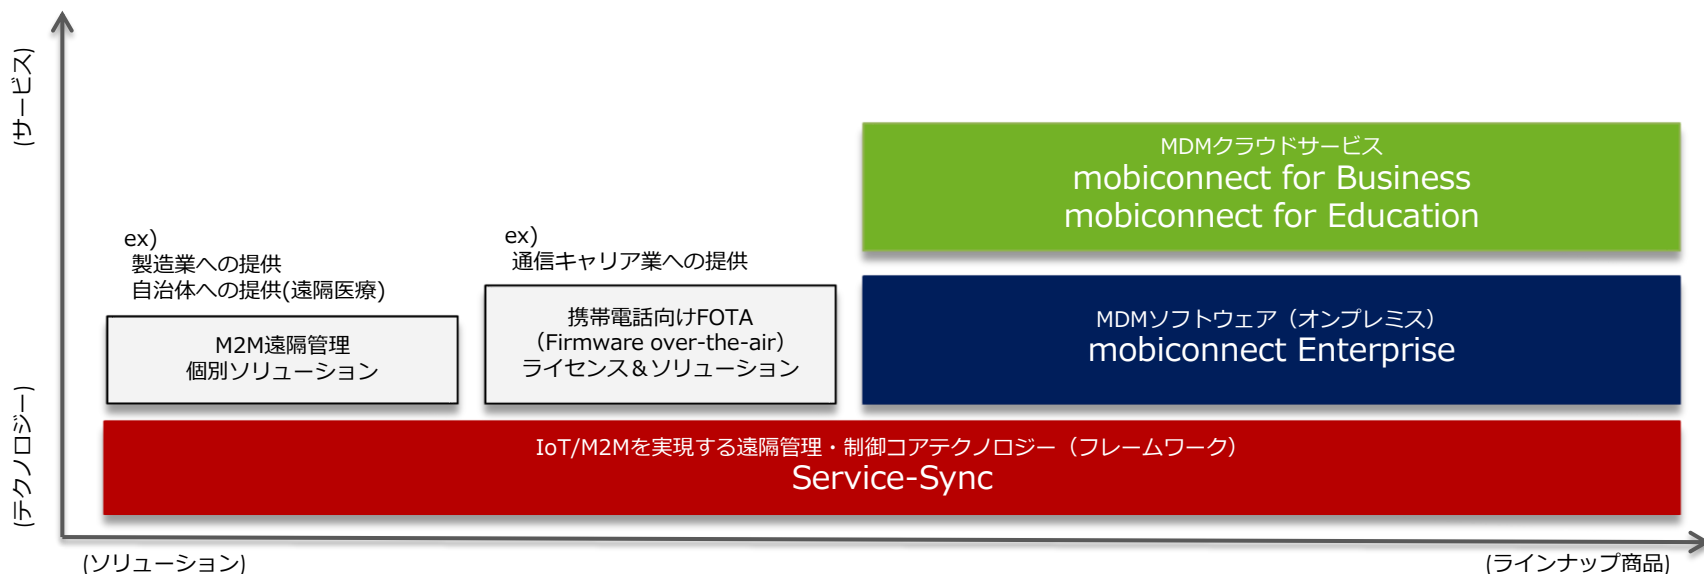 (サービス)
MDMクラウドサービス
mobiconnect for Business
mobiconnect for Education
ex)
製造業への提供
自治体への提供(遠隔医療)
ex)
通信キャリア業への提供
M2M遠隔管理
個別ソリューション
携帯電話向けFOTA
（Firmware over-the-air）
ライセンス＆ソリューション
MDMソフトウェア（オンプレミス）
mobiconnect Enterprise
(テクノロジー)
IoT/M2Mを実現する遠隔管理・制御コアテクノロジー（フレームワーク）
Service-Sync
(ソリューション)
(ラインナップ商品)